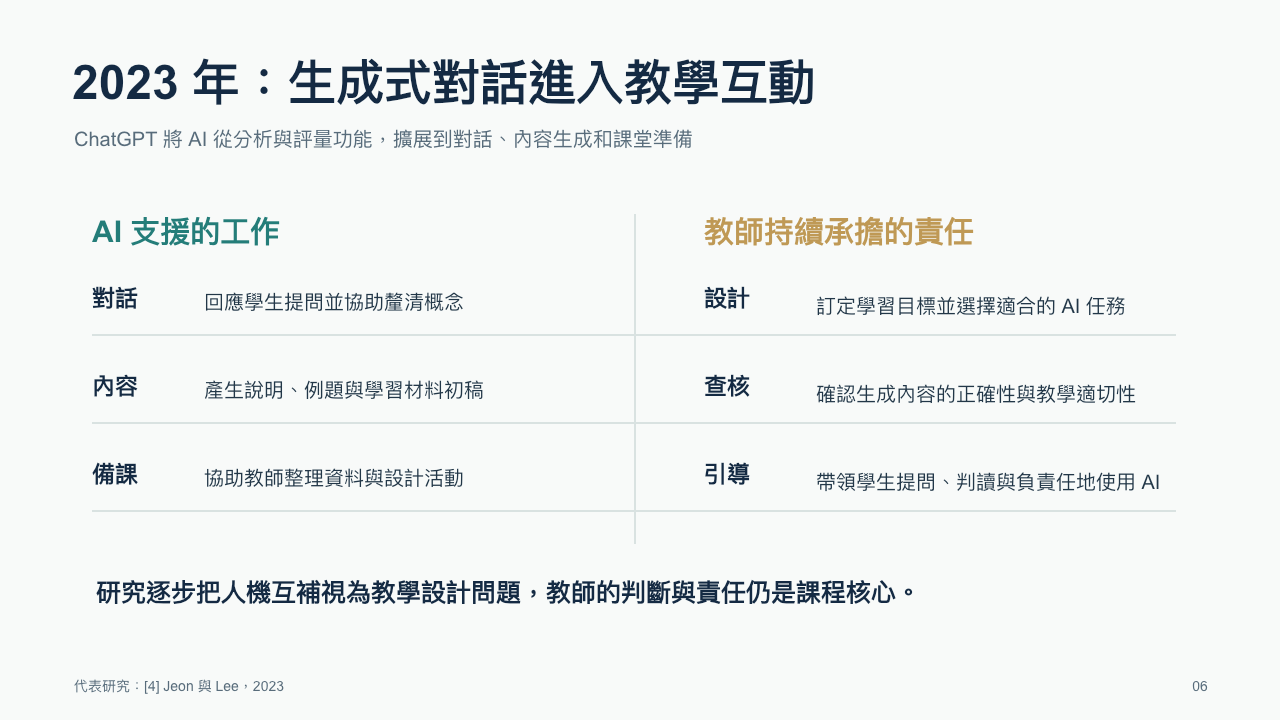 2023 年：生成式對話進入教學互動
ChatGPT 將 AI 從分析與評量功能，擴展到對話、內容生成和課堂準備
AI 支援的工作
對話 回應學生提問並協助釐清概念
內容 產生說明、例題與學習材料初稿
備課 協助教師整理資料與設計活動
教師持續承擔的責任
設計 訂定學習目標並選擇適合的 AI 任務
查核 確認生成內容的正確性與教學適切性
引導 帶領學生提問、判讀與負責任地使用 AI
研究逐步把人機互補視為教學設計問題，教師的判斷與責任仍是課程核心。
代表研究：[4] Jeon 與 Lee，2023
06